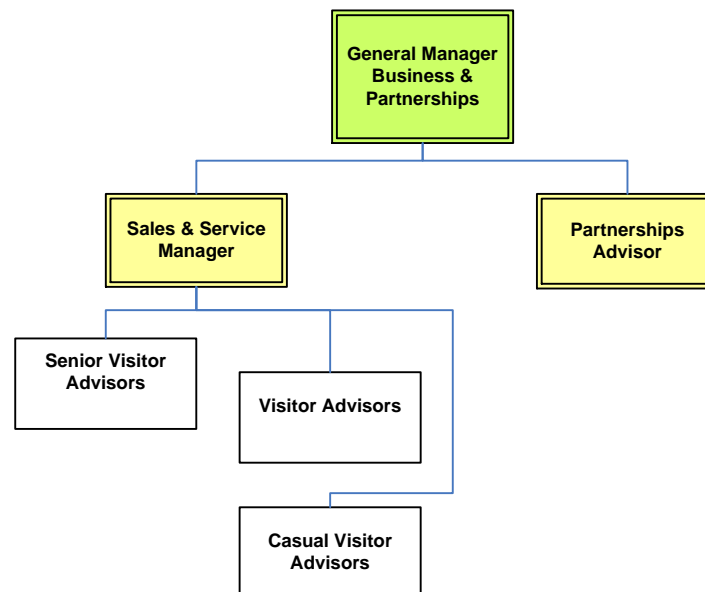 General Manager
Business &
Partnerships
Sales & Service
Manager
Partnerships
Advisor
Senior Visitor
Advisors
Visitor Advisors
Casual Visitor
Advisors